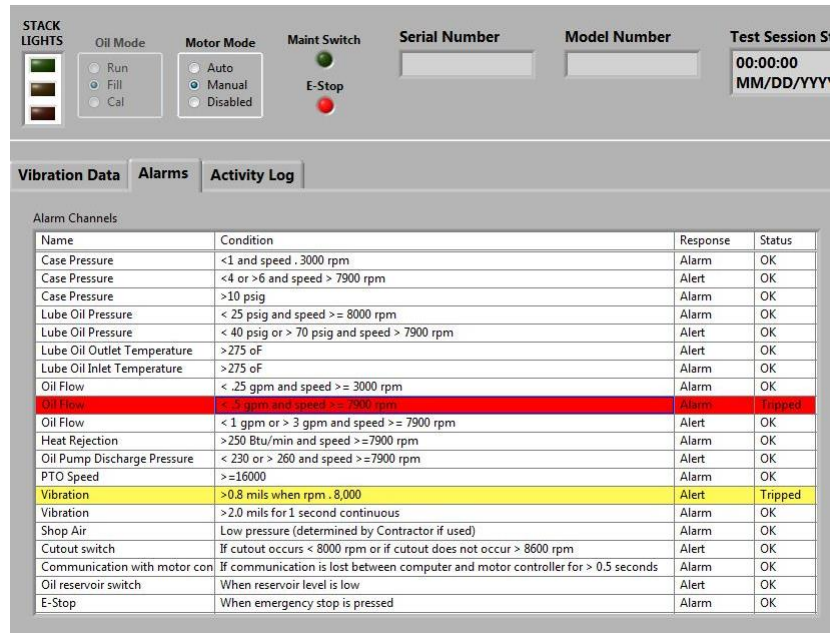 STACK
LIGHTS
Oil Mode
Run
Fill
Cal
Motor Mode
Auto
Manual
Disabled
Maint Switch
E-Stop
Serial Number
Model Number
Test Session St
00:00:00
MM/DD/YYYY
Vibration Data Alarms Activity Log
Alarm Channels
Name Condition Response Status
Case Pressure <1 and speed . 3000 rpm Alarm OK
Case Pressure <4 or >6 and speed > 7900 rpm Alert OK
Case Pressure >10 psig Alarm OK
Lube Oil Pressure < 25 psig and speed >= 8000 rpm Alarm OK
Lube Oil Pressure < 40 psig or > 70 psig and speed > 7900 rpm Alert OK
Lube Oil Outlet Temperature >275 oF Alert OK
Lube Oil Inlet Temperature >275 oF Alarm OK
Oil Flow < .25 gpm and speed >= 3000 rpm Alarm OK
Oil Flow < .5 gpm and speed >= 7900 rpm Alarm Tripped
Oil Flow < 1 gpm or > 3 gpm and speed >= 7900 rpm Alert OK
Heat Rejection >250 Btu/min and speed >=7900 rpm Alarm OK
Oil Pump Discharge Pressure < 230 or > 260 and speed >=7900 rpm Alert OK
PTO Speed >=16000 Alarm OK
Vibration >0.8 mils when rpm . 8,000 Alert Tripped
Vibration >2.0 mils for 1 second continuous Alarm OK
Shop Air Low pressure (determined by Contractor if used) Alarm OK
Cutout switch If cutout occurs < 8000 rpm or if cutout does not occur > 8600 rpm Alert OK
Communication with motor con If communication is lost between computer and motor controller for > 0.5 seconds Alarm OK
Oil reservoir switch When reservoir level is low Alert OK
E-Stop When emergency stop is pressed Alarm OK